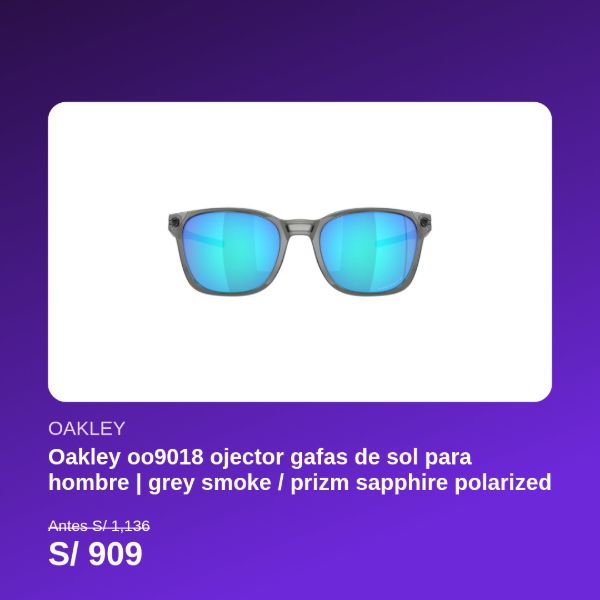 OAKLEY
Oakley oo9018 ojector gafas de sol para
hombre | grey smoke / prizm sapphire polarized
Antes S/ 1,136
S/ 909